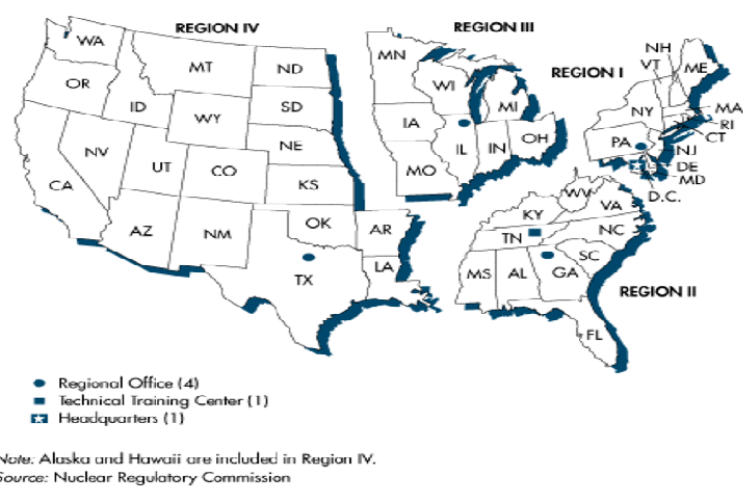 REGION IV
REGION III
REGION I
REGION II
WA
MT
ND
OR
ID
SD
WY
NE
NV
UT
CO
KS
CA
AZ
NM
OK
TX
AR
LA
MN
WI
MI
IA
IL
IN
OH
MO
NH
VT
ME
NY
MA
RI
CT
PA
NJ
DE
MD
D.C.
WV
VA
KY
NC
TN
SC
MS
AL
GA
FL
Regional Office (4)
Technical Training Center (1)
Headquarters (1)
Note: Alaska and Hawaii are included in Region IV.
Source: Nuclear Regulatory Commission